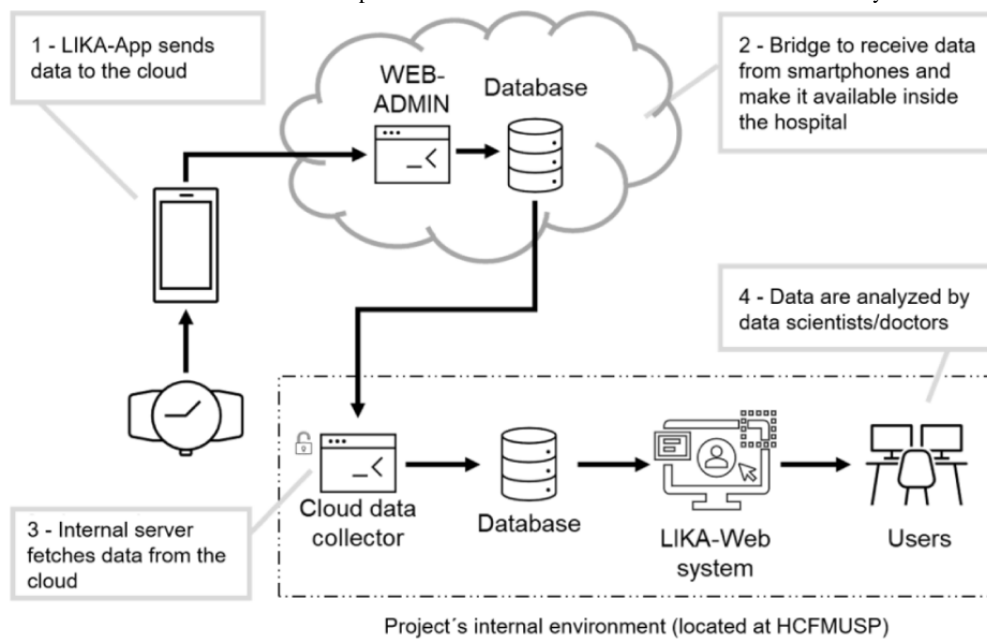 1 - LIKA-App sends
data to the cloud
WEB-
ADMIN
Database
2 - Bridge to receive data
from smartphones and
make it available inside
the hospital
4 - Data are analyzed by
data scientists/doctors
3 - Internal server
fetches data from the
cloud
Cloud data
collector
Database
LIKA-Web
system
Users
Project´s internal environment (located at HCFMUSP)